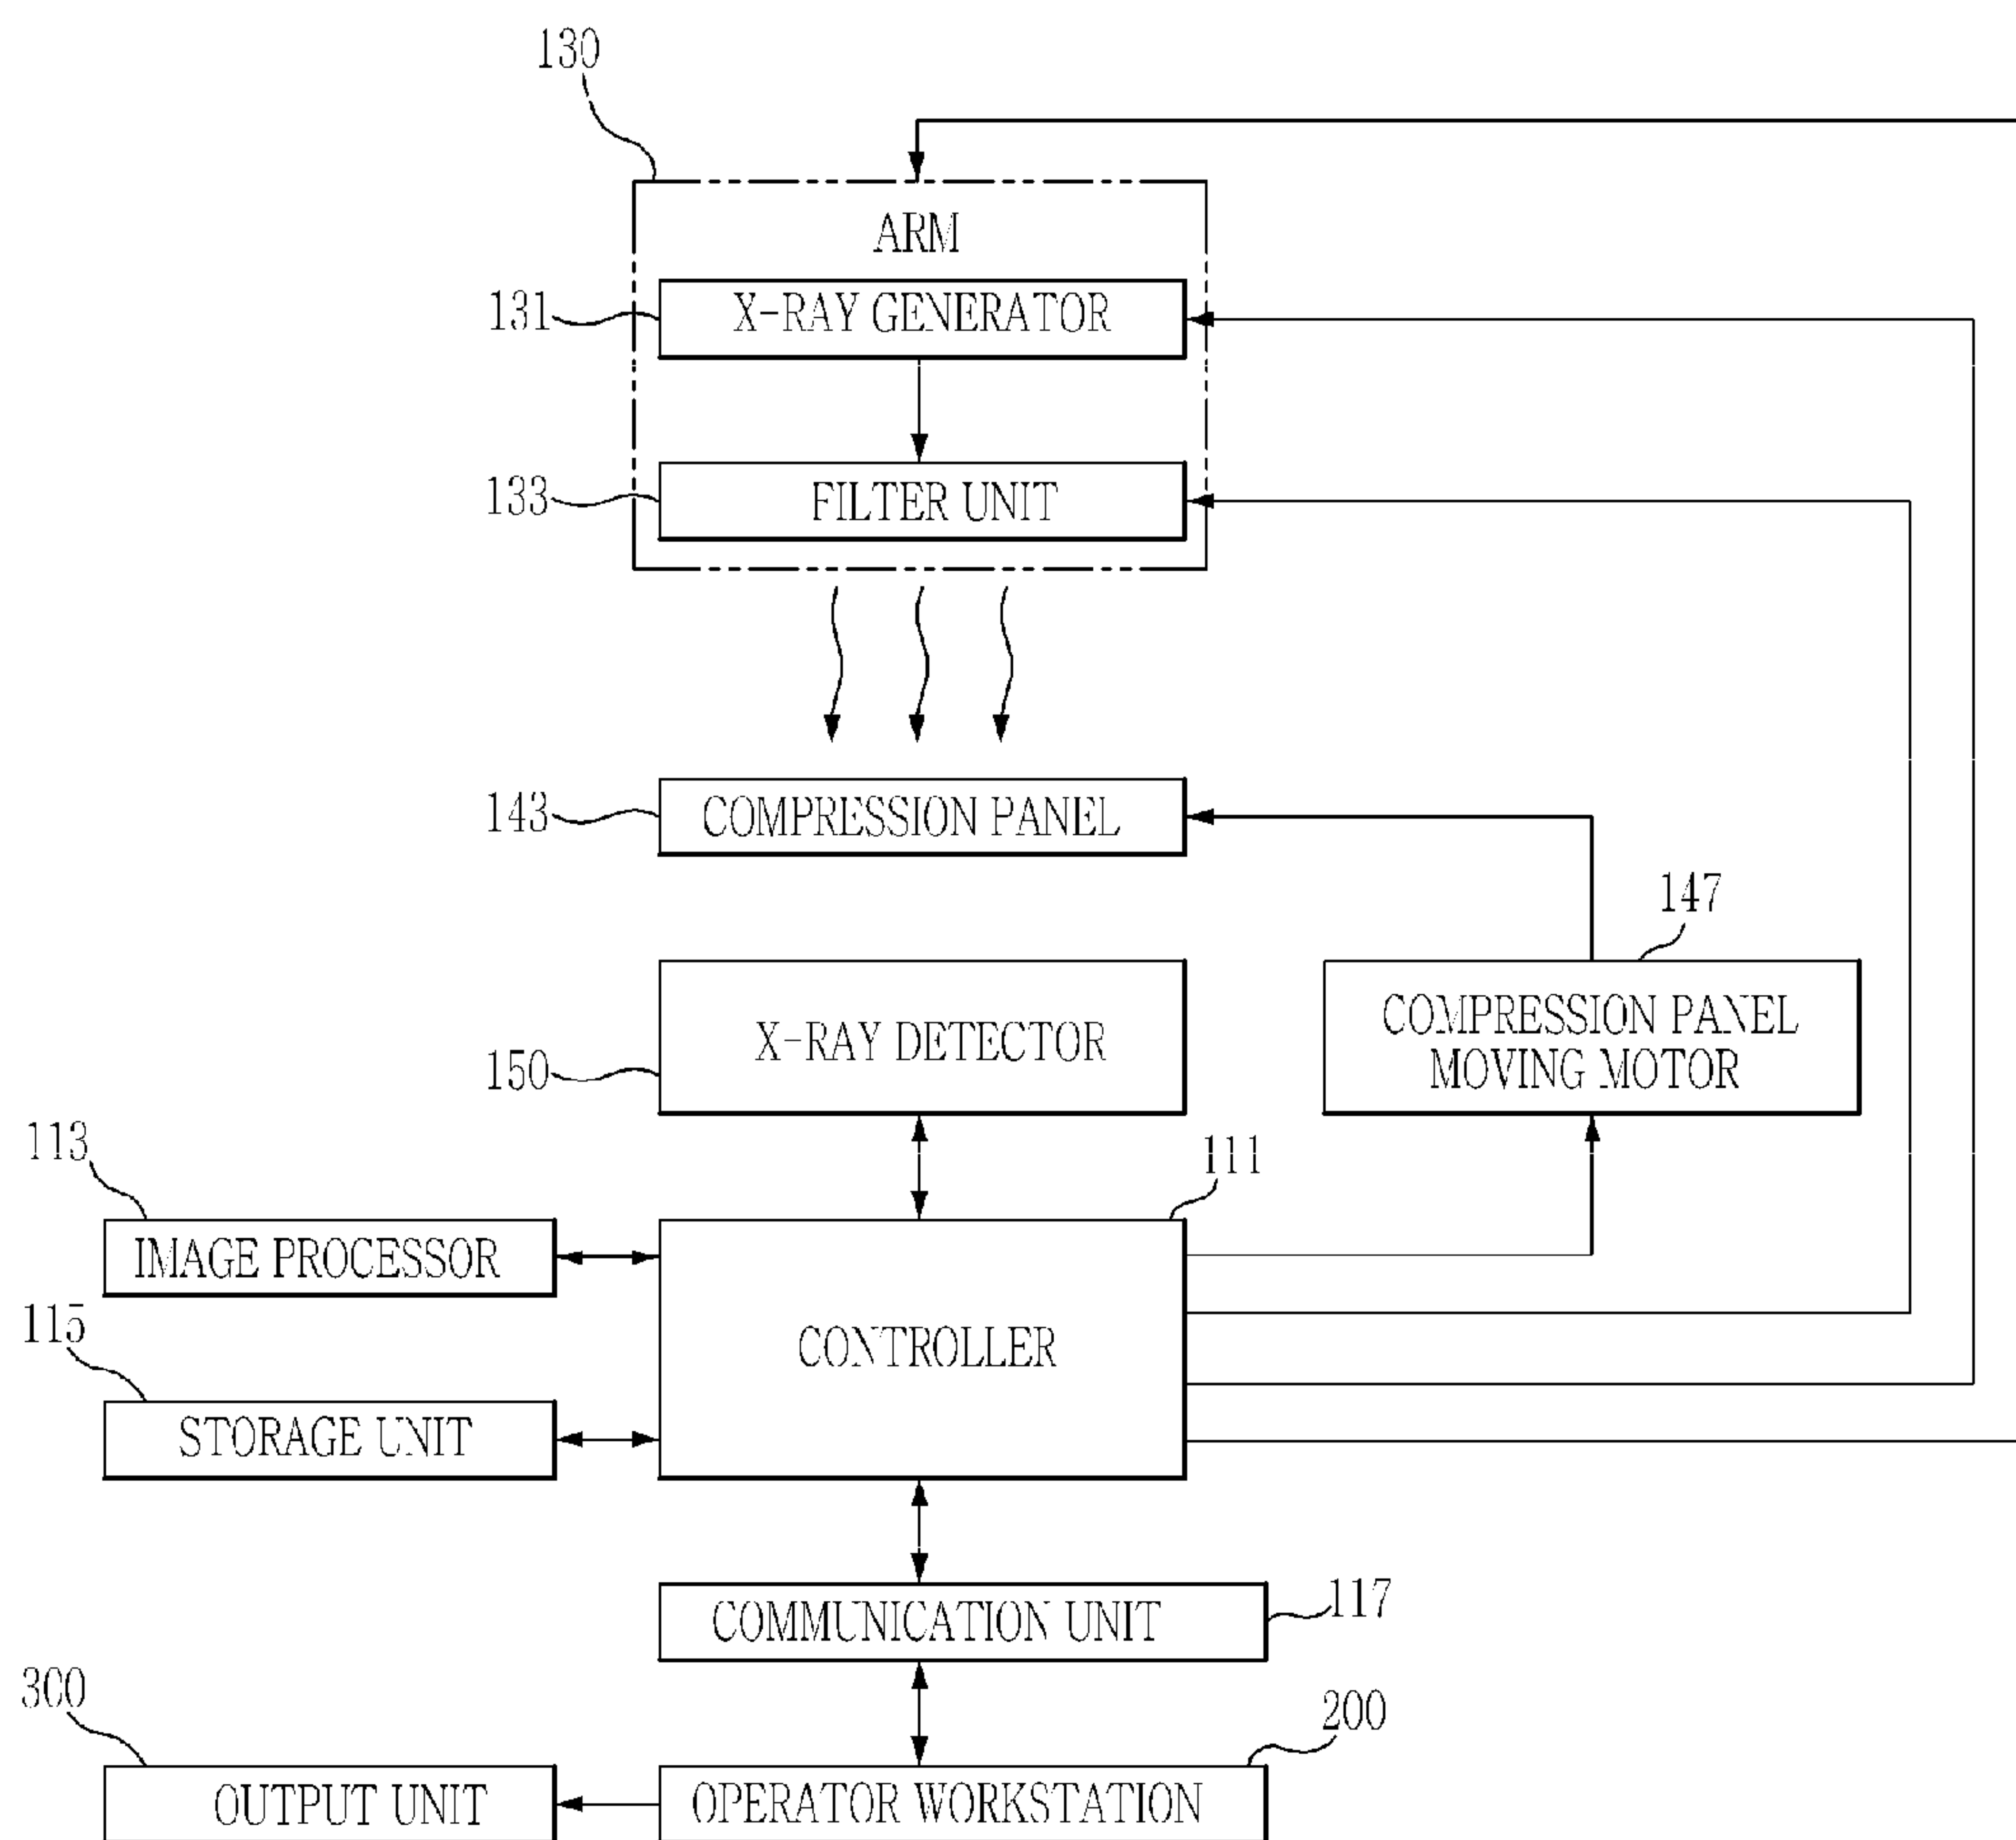 130
ARM
131
X-RAY GENERATOR
133
FILTER UNIT
143
COMPRESSION PANEL
147
COMPRESSION PANEL
MOVING MOTOR
X-RAY DETECTOR
150
113
111
IMAGE PROCESSOR
115
CONTROLLER
STORAGE UNIT
117
COMMUNICATION UNIT
300
200
OUTPUT UNIT
OPERATOR WORKSTATION